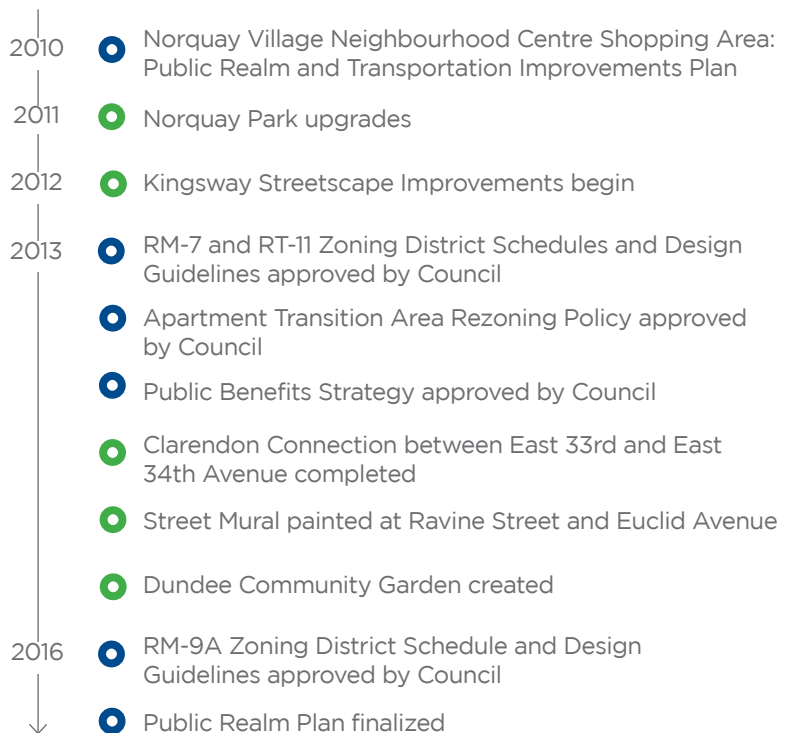 2010
Norquay Village Neighbourhood Centre Shopping Area:
Public Realm and Transportation Improvements Plan
2011
Norquay Park upgrades
2012
Kingsway Streetscape Improvements begin
2013
RM-7 and RT-11 Zoning District Schedules and Design
Guidelines approved by Council
Apartment Transition Area Rezoning Policy approved
by Council
Public Benefits Strategy approved by Council
Clarendon Connection between East 33rd and East
34th Avenue completed
Street Mural painted at Ravine Street and Euclid Avenue
Dundee Community Garden created
2016
RM-9A Zoning District Schedule and Design
Guidelines approved by Council
Public Realm Plan finalized